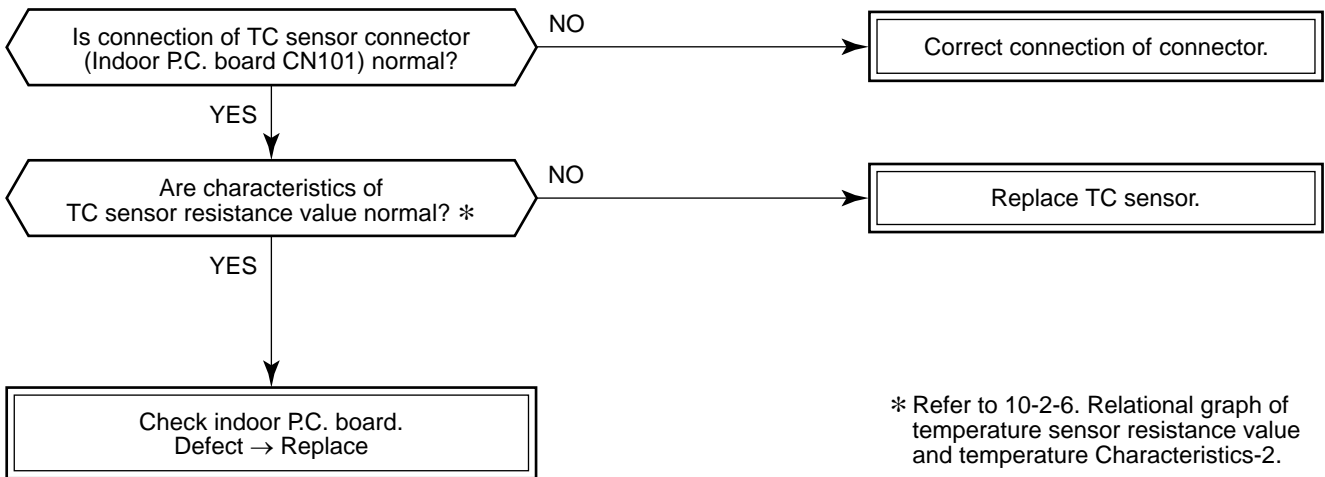 Is connection of TC sensor connector
(Indoor P.C. board CN101) normal?
NO
Correct connection of connector.
YES
Are characteristics of
TC sensor resistance value normal? *
NO
Replace TC sensor.
YES
Check indoor P.C. board.
Defect → Replace
* Refer to 10-2-6. Relational graph of
temperature sensor resistance value
and temperature Characteristics-2.